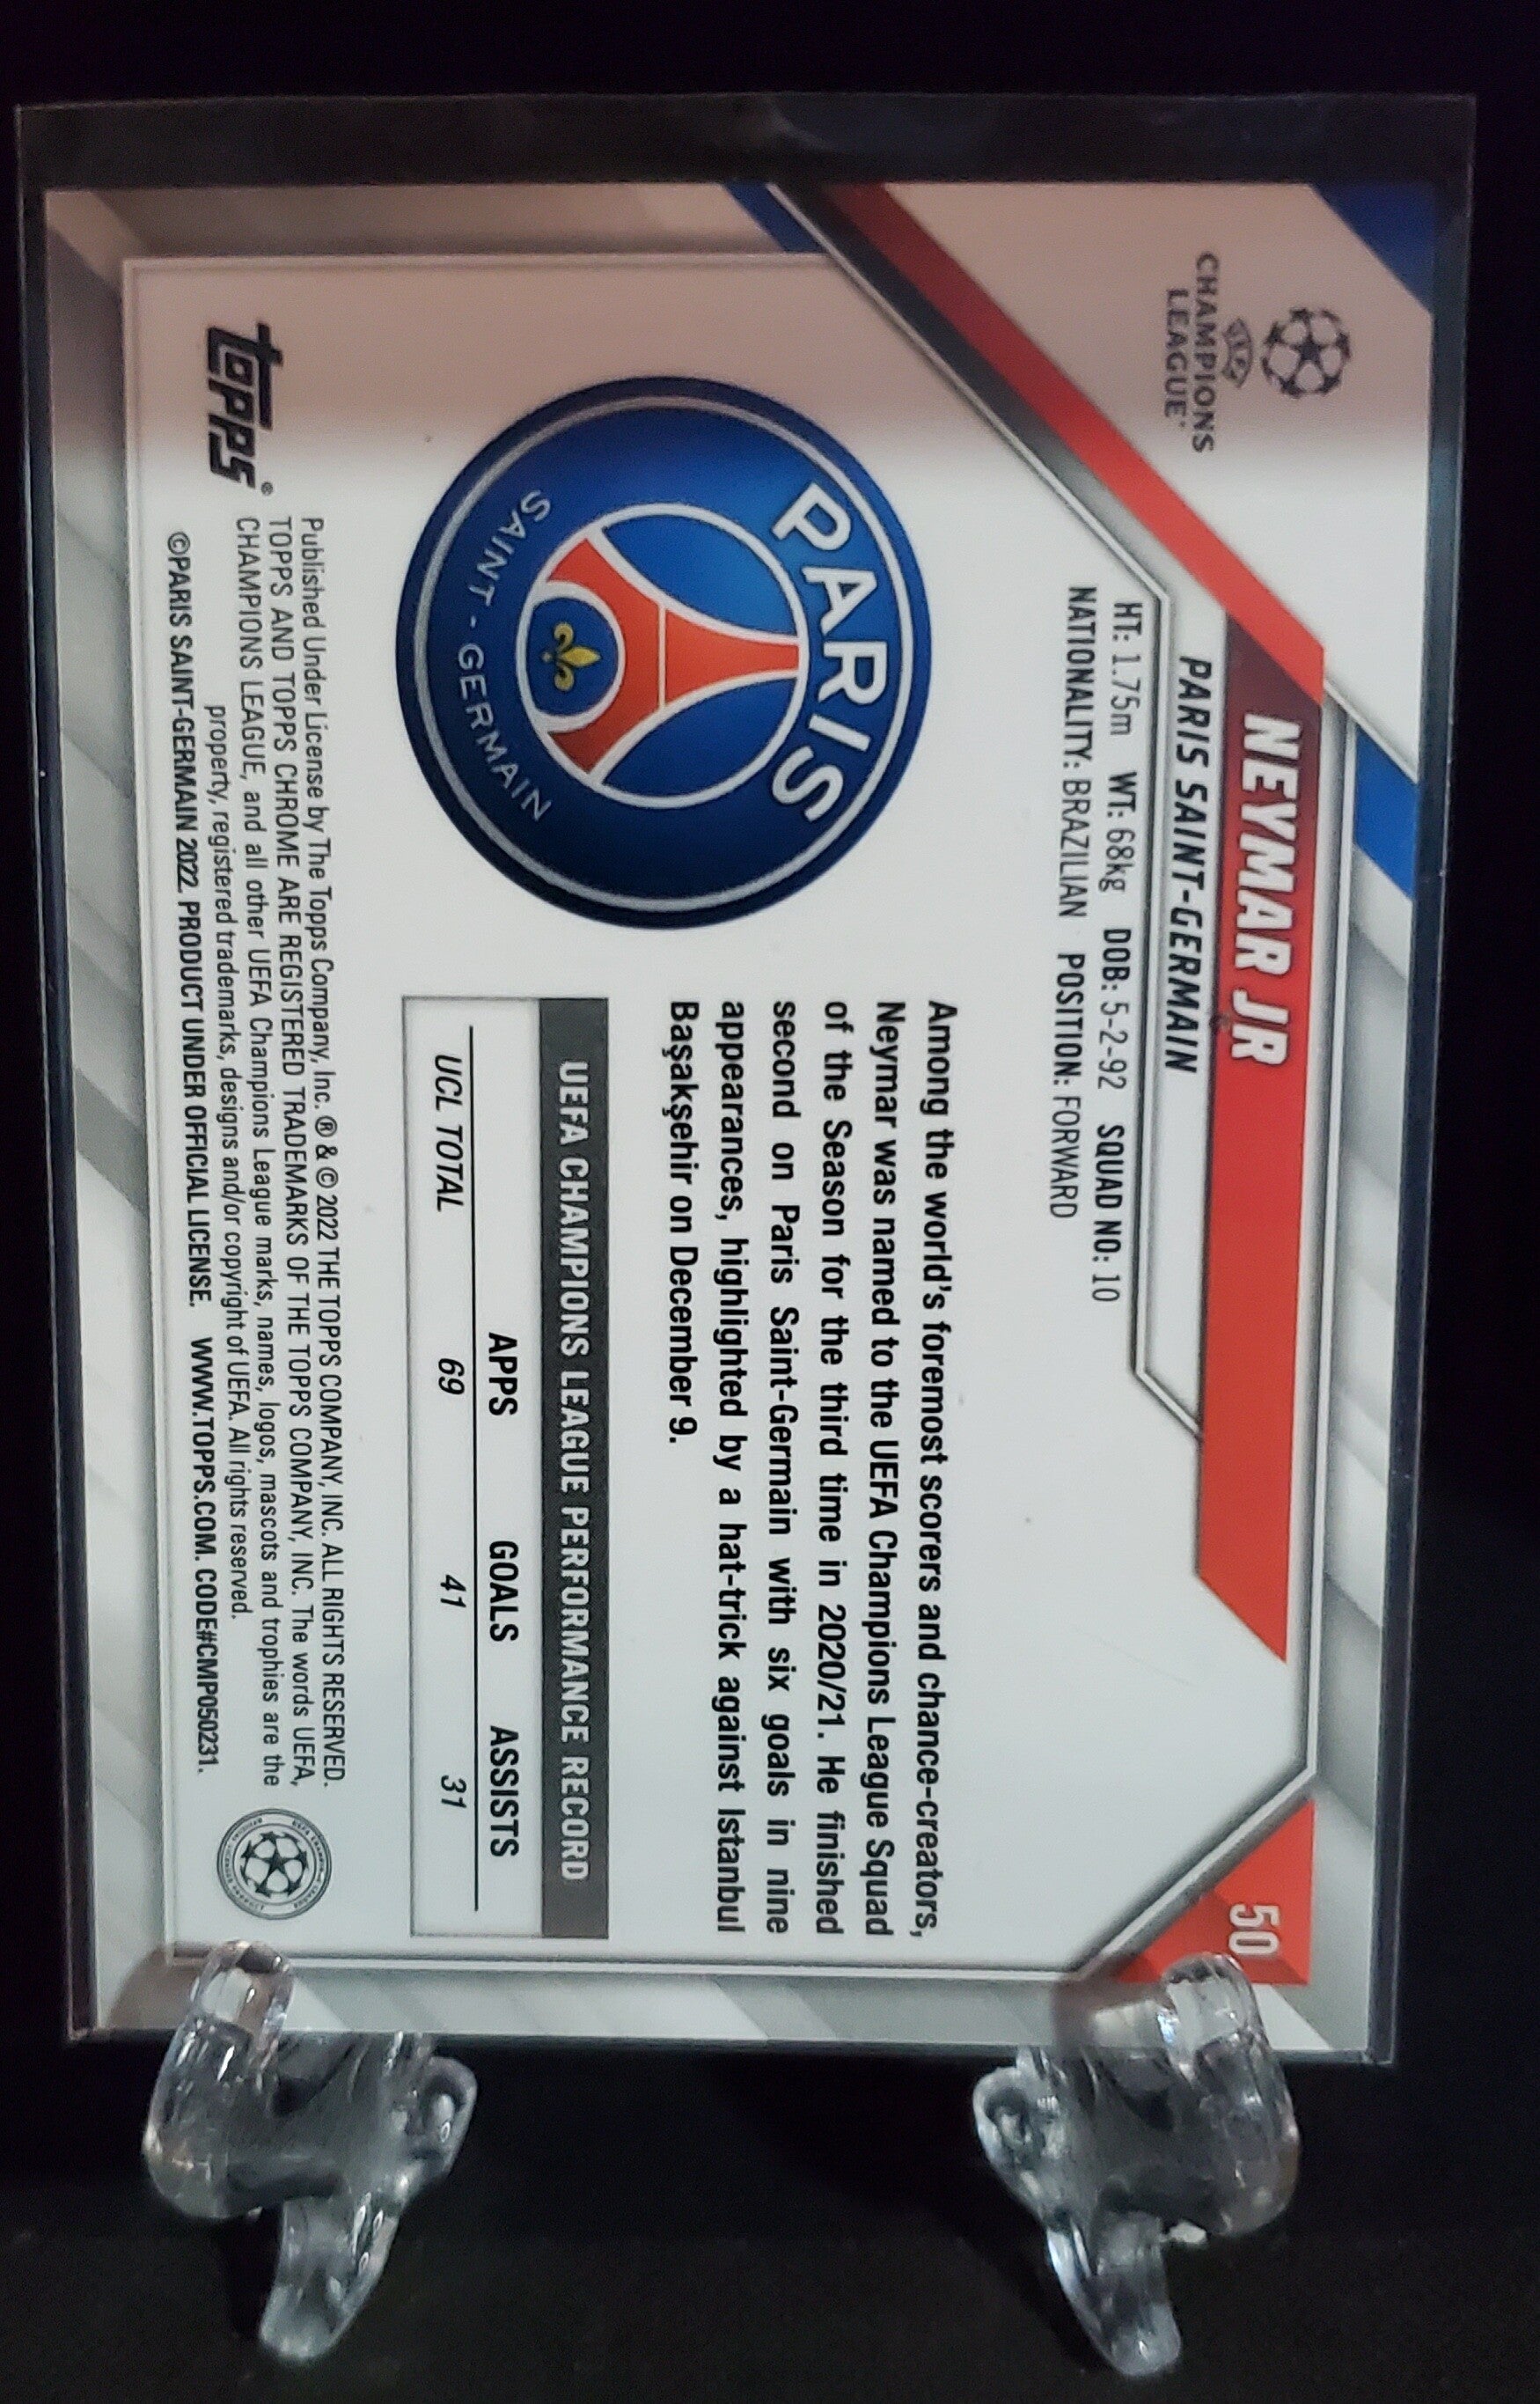 CHAMPIONS
LEAGUE
NEYMAR JR
50
PARIS SAINT-GERMAIN
HT: 1.75m WT: 68kg DOB: 5-2-92 SQUAD NO: 10
NATIONALITY: BRAZILIAN POSITION: FORWARD
Among the world's foremost scorers and chance-creators,
Neymar was named to the UEFA Champions League Squad
of the Season for the third time in 2020/21. He finished
second on Paris Saint-Germain with six goals in nine
appearances, highlighted by a hat-trick against Istanbul
Başakşehir on December 9.
PARIS
SAINT-GERMAIN
UEFA CHAMPIONS LEAGUE PERFORMANCE RECORD
APPS GOALS ASSISTS
UCL TOTAL 69 41 31
Topps®
Published Under License by The Topps Company, Inc. ® & © 2022 THE TOPPS COMPANY, INC. ALL RIGHTS RESERVED.
TOPPS AND TOPPS CHROME ARE REGISTERED TRADEMARKS OF THE TOPPS COMPANY, INC. The words UEFA,
CHAMPIONS LEAGUE, and all other UEFA Champions League marks, names, logos, mascots and trophies are the
property, registered trademarks, designs and/or copyright of UEFA. All rights reserved.
©PARIS SAINT-GERMAIN 2022. PRODUCT UNDER OFFICIAL LICENSE. WWW.TOPPS.COM. CODE#CMP050231.